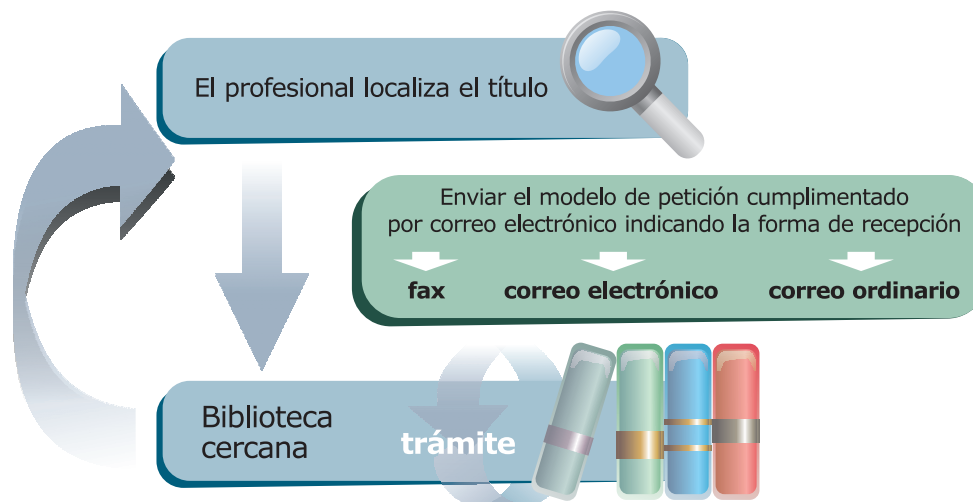 El profesional localiza el título
Enviar el modelo de petición cumplimentado
por correo electrónico indicando la forma de recepción
fax correo electrónico correo ordinario
Biblioteca
cercana
trámite